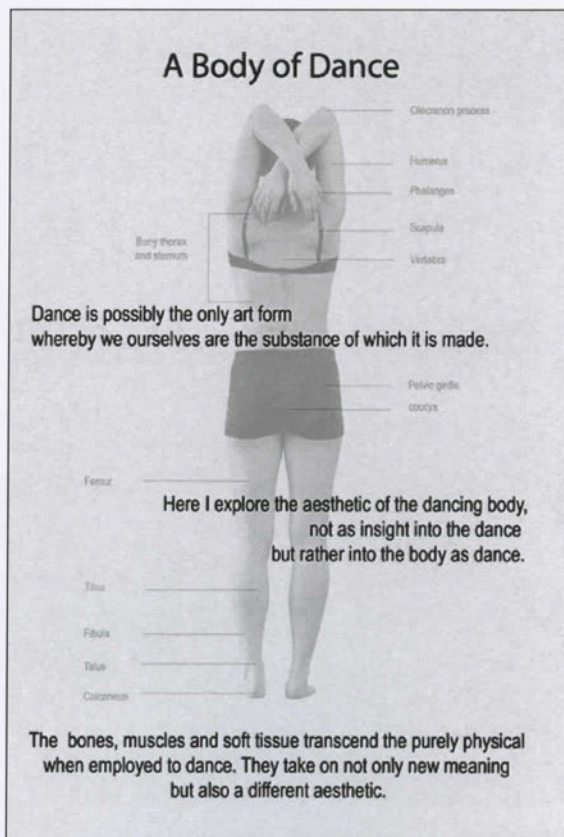 A Body of Dance
Olecranon process
Humerus
Phalanges
Scapula
Vertebra
Bony thorax
and sternum
Dance is possibly the only art form
whereby we ourselves are the substance of which it is made.
Pelvic girdle
coccyx
Femur
Here I explore the aesthetic of the dancing body,
not as insight into the dance
but rather into the body as dance.
Tibia
Fibula
Talus
Calcaneus
The bones, muscles and soft tissue transcend the purely physical
when employed to dance. They take on not only new meaning
but also a different aesthetic.